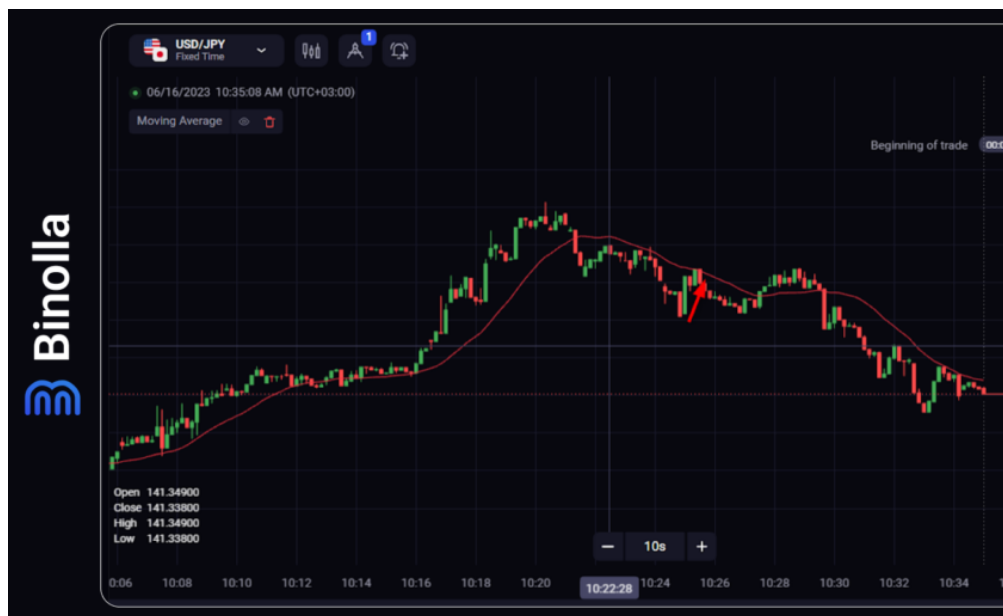 USD/JPY
Fixed Time
1
06/16/2023 10:35:08 AM (UTC+03:00)
Moving Average
Beginning of trade
Binolla
Open 141.34900
Close 141.33800
High 141.34900
Low 141.33800
− 10s +
0:06 10:08 10:10 10:12 10:14 10:16 10:18 10:20 10:22:28 10:24 10:26 10:28 10:30 10:32 10:34